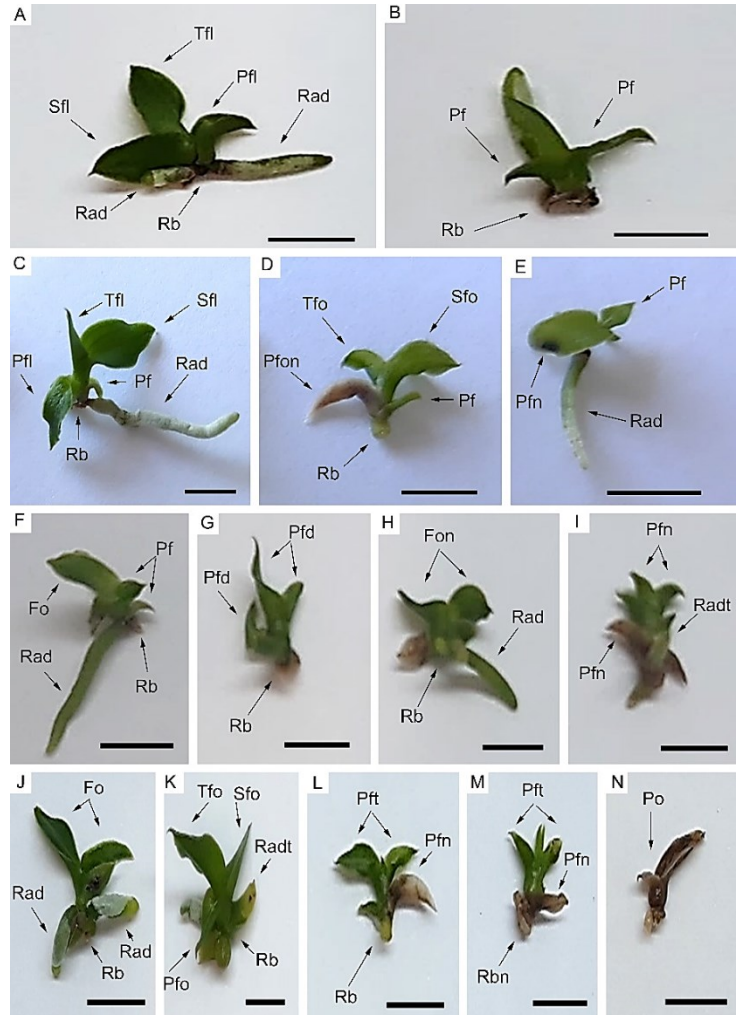 A
Tfl
Pfl
Rad
Sfl
Rad
Rb
B
Pf
Pf
Rb
C
Tfl
Sfl
Pfl
Pf
Rad
Rb
D
Tfo
Sfo
Pfon
Pf
Rb
E
Pf
Pfn
Rad
F
Pf
Fo
Rad
Rb
G
Pfd
Pfd
Rb
H
Fon
Rad
Rb
I
Pfn
Radt
Pfn
J
Fo
Rad
Rad
Rb
K
Tfo
Sfo
Radt
Rb
Pfo
L
Pft
Pfn
Rb
M
Pft
Pfn
Rbn
N
Po